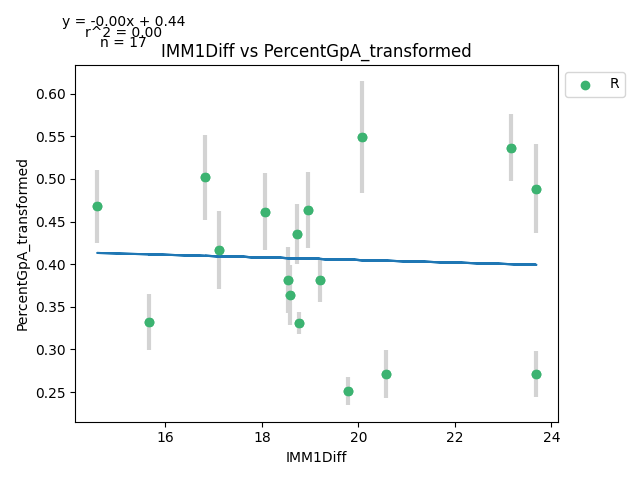 y = -0.00x + 0.44
r^2 = 0.00
n = 17
IMM1Diff vs PercentGpA_transformed
R
PercentGpA_transformed
0.60
0.55
0.50
0.45
0.40
0.35
0.30
0.25
16 18 20 22 24
IMM1Diff